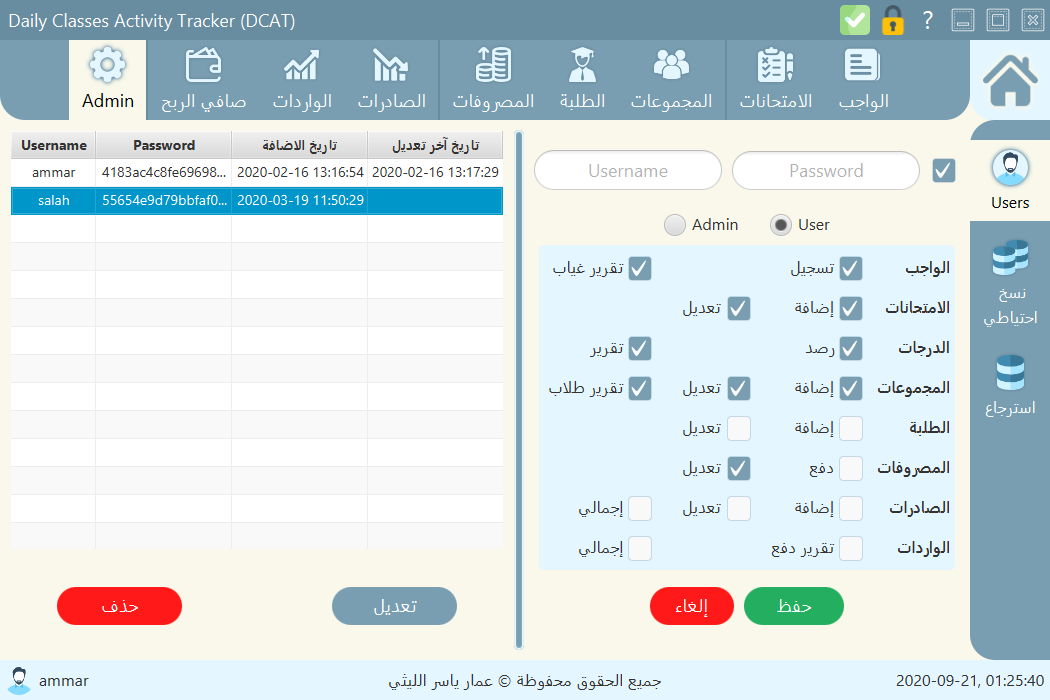 Daily Classes Activity Tracker (DCAT)
?
Admin
صافي الربح
الواردات
الصادرات
المصروفات
الطلبة
المجموعات
الامتحانات
الواجب
Username Password تاريخ الاضافة تاريخ آخر تعديل
ammar 4183ac4c8fe69698... 2020-02-16 13:16:54 2020-02-16 13:17:29
salah 55654e9d79bbfaf0... 2020-03-19 11:50:29
حذف
تعديل
Username Password
Admin User
الواجب تسجيل تقرير غياب
الامتحانات إضافة تعديل
الدرجات رصد تقرير
المجموعات إضافة تعديل تقرير طلاب
الطلبة إضافة تعديل
المصروفات دفع تعديل
الصادرات إضافة تعديل إجمالي
الواردات تقرير دفع إجمالي
إلغاء
حفظ
Users
نسخ
احتياطي
استرجاع
ammar
جميع الحقوق محفوظة © عمار ياسر الليثي
2020-09-21, 01:25:40